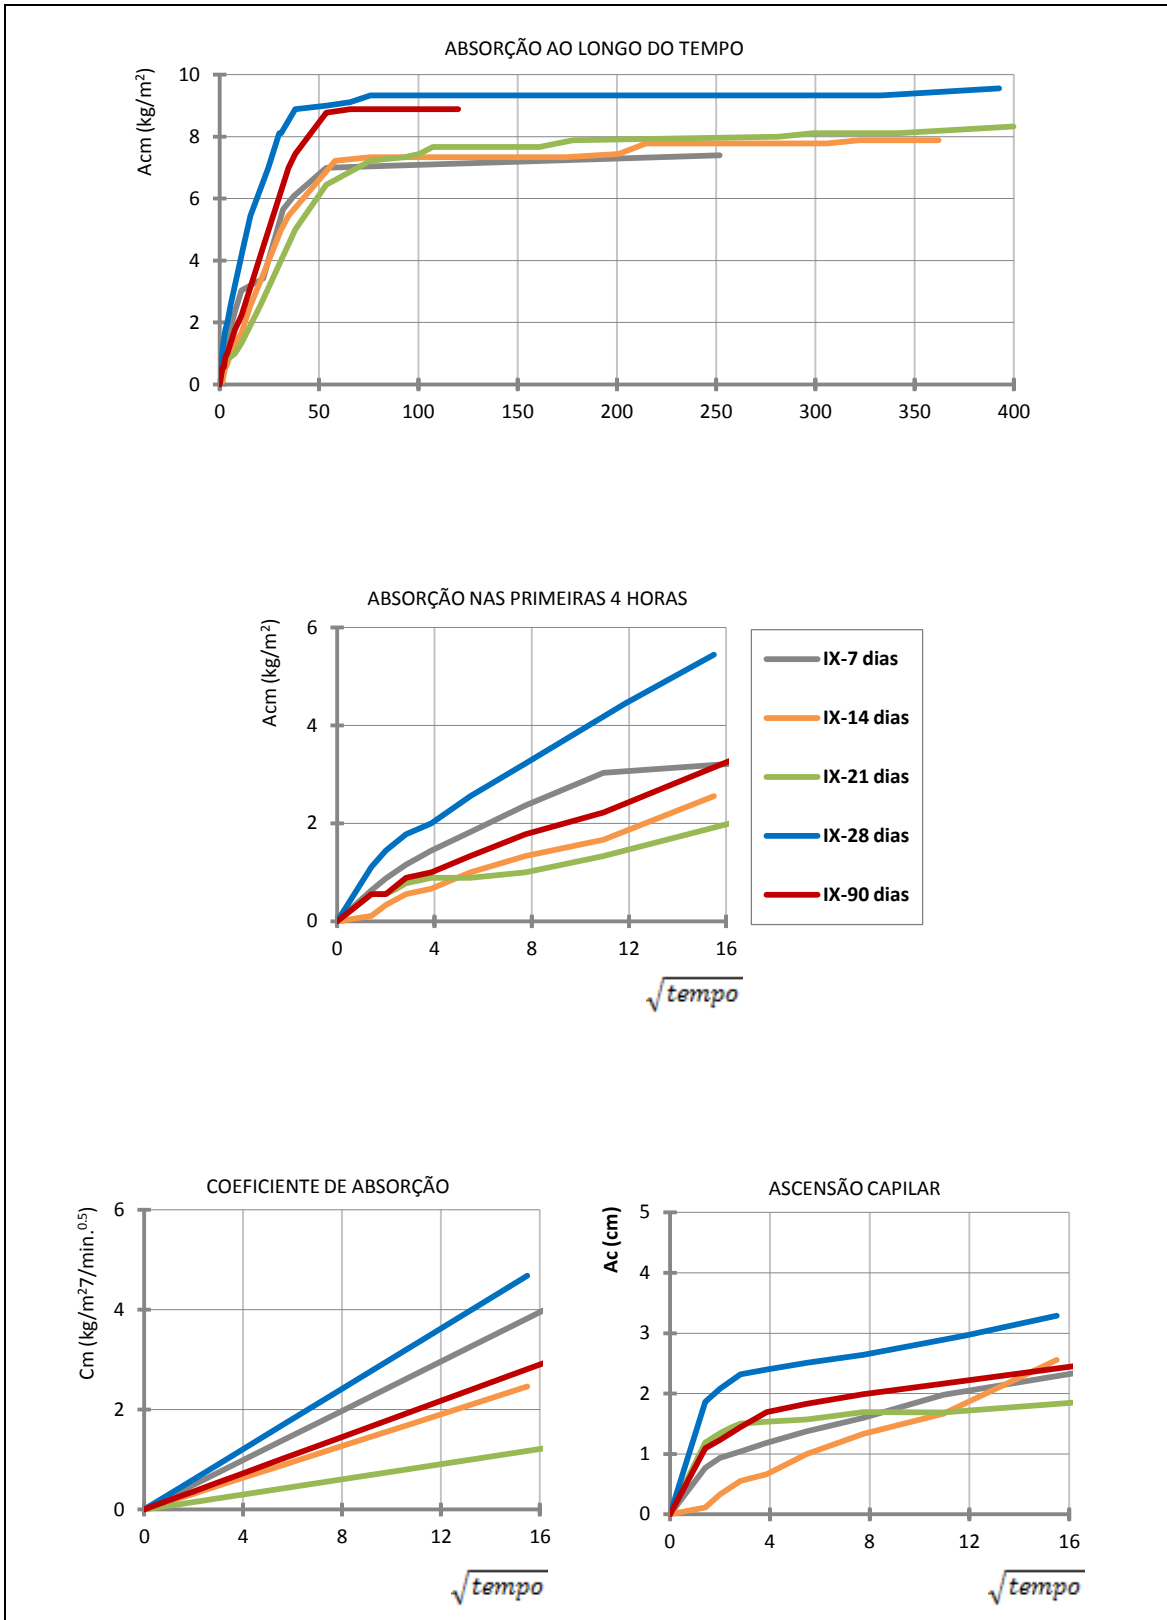 ABSORÇÃO AO LONGO DO TEMPO
Acm (kg/m²)
10
8
6
4
2
0
0 50 100 150 200 250 300 350 400
ABSORÇÃO NAS PRIMEIRAS 4 HORAS
Acm (kg/m²)
6
4
2
0
0 4 8 12 16
√tempo
IX-7 dias
IX-14 dias
IX-21 dias
IX-28 dias
IX-90 dias
COEFICIENTE DE ABSORÇÃO
Cm (kg/m²7/min.⁰·⁵)
6
4
2
0
0 4 8 12 16
√tempo
ASCENSÃO CAPILAR
Ac (cm)
5
4
3
2
1
0
0 4 8 12 16
√tempo